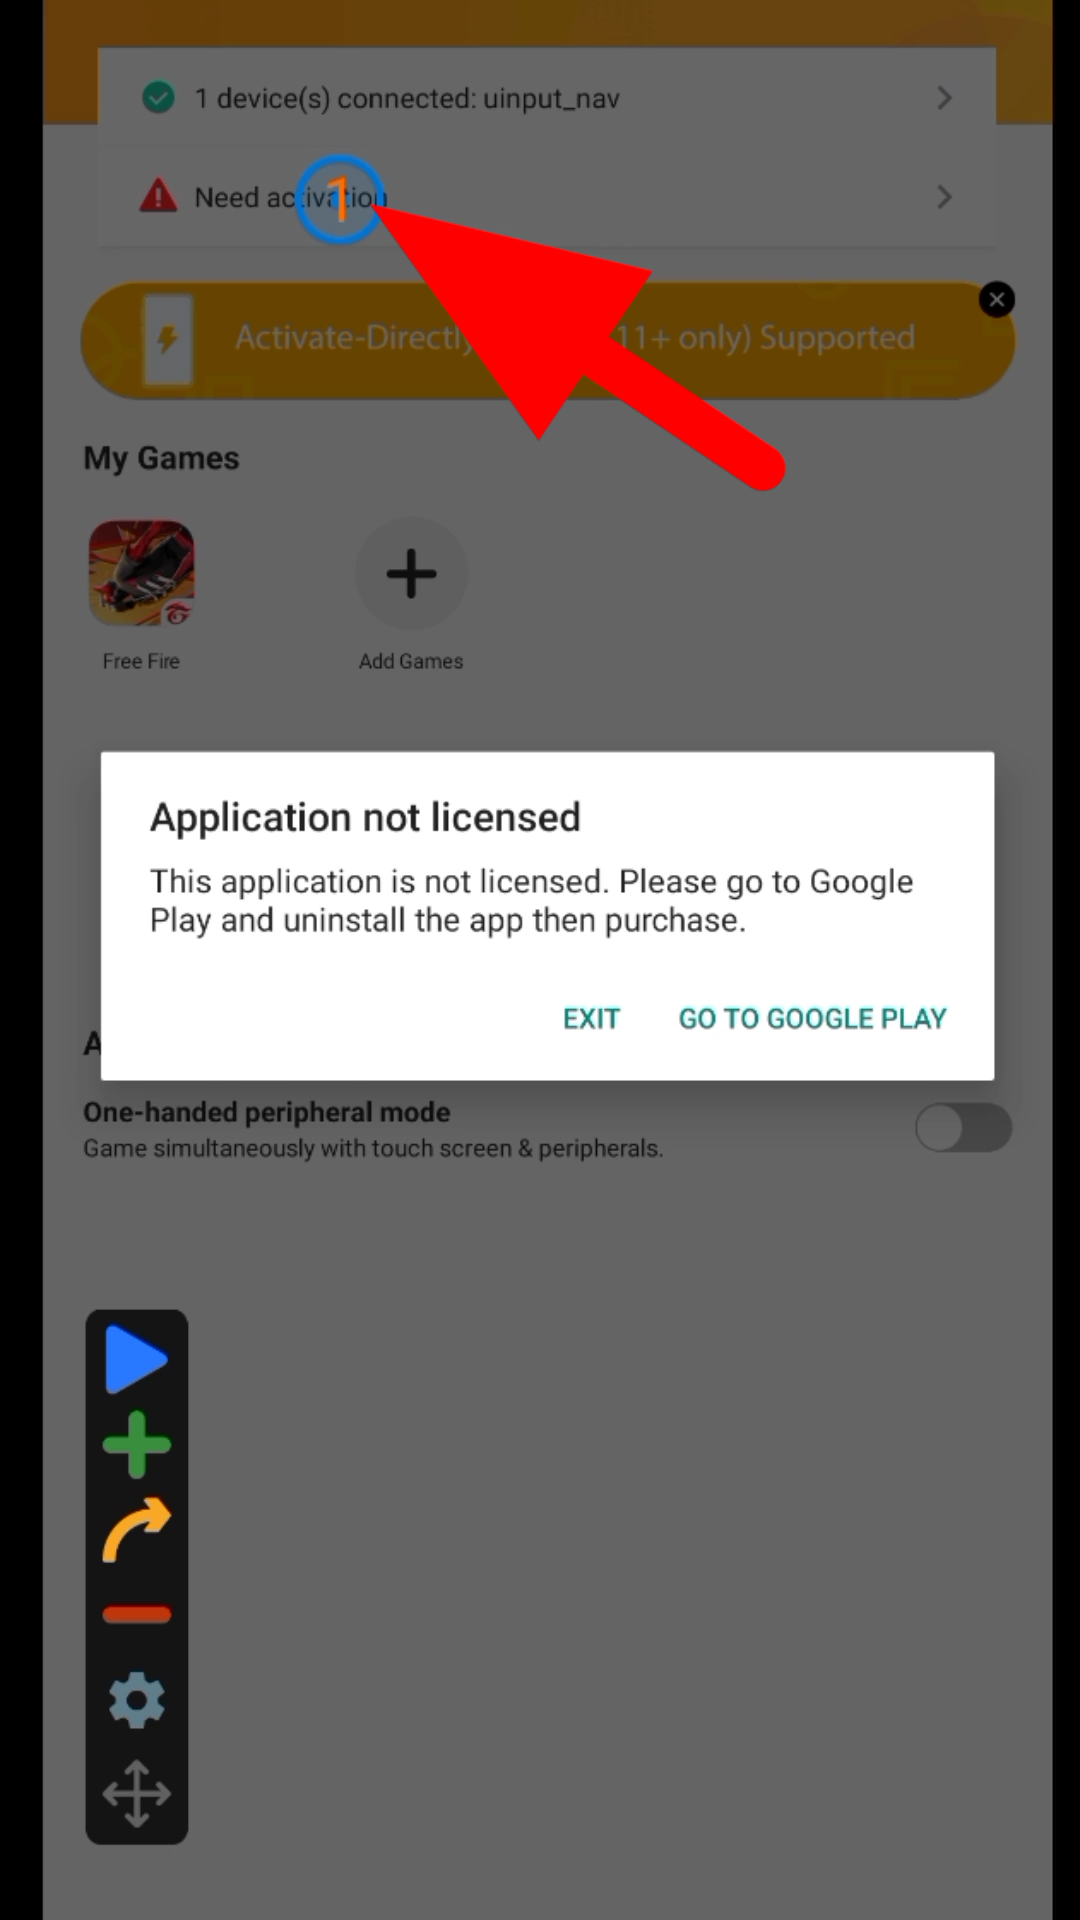 1 device(s) connected: uinput_nav
Need activation
1
Activate-Directly 11+ only) Supported
My Games
Free Fire
Add Games
Application not licensed
This application is not licensed. Please go to Google
Play and uninstall the app then purchase.
EXIT GO TO GOOGLE PLAY
A
One-handed peripheral mode
Game simultaneously with touch screen & peripherals.